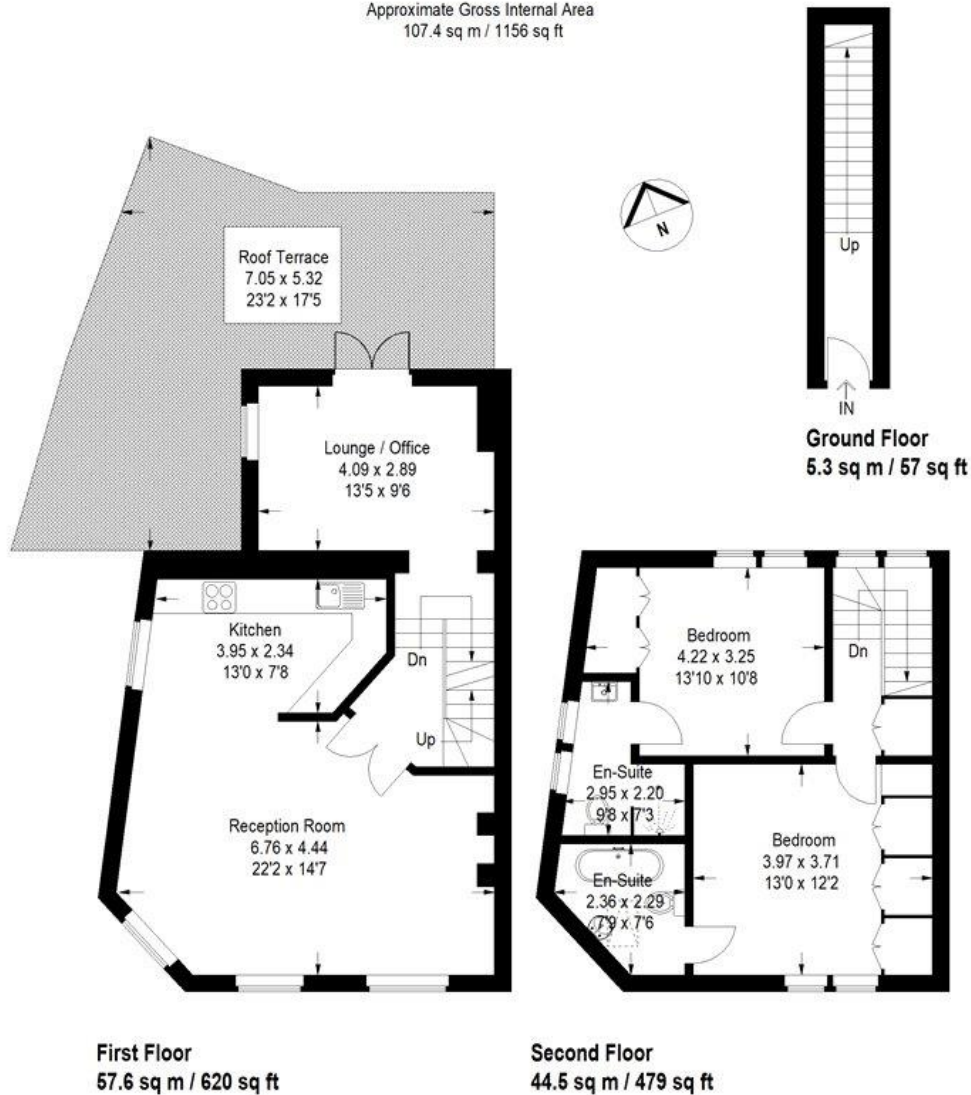 Approximate Gross Internal Area
107.4 sq m / 1156 sq ft
Roof Terrace
7.05 x 5.32
23'2 x 17'5
N
Up
IN
Ground Floor
5.3 sq m / 57 sq ft
Lounge / Office
4.09 x 2.89
13'5 x 9'6
Kitchen
3.95 x 2.34
13'0 x 7'8
Dn
Up
Reception Room
6.76 x 4.44
22'2 x 14'7
First Floor
57.6 sq m / 620 sq ft
Bedroom
4.22 x 3.25
13'10 x 10'8
Dn
En-Suite
2.95 x 2.20
9'8 x 7'3
Bedroom
3.97 x 3.71
13'0 x 12'2
En-Suite
2.36 x 2.29
7'9 x 7'6
Second Floor
44.5 sq m / 479 sq ft